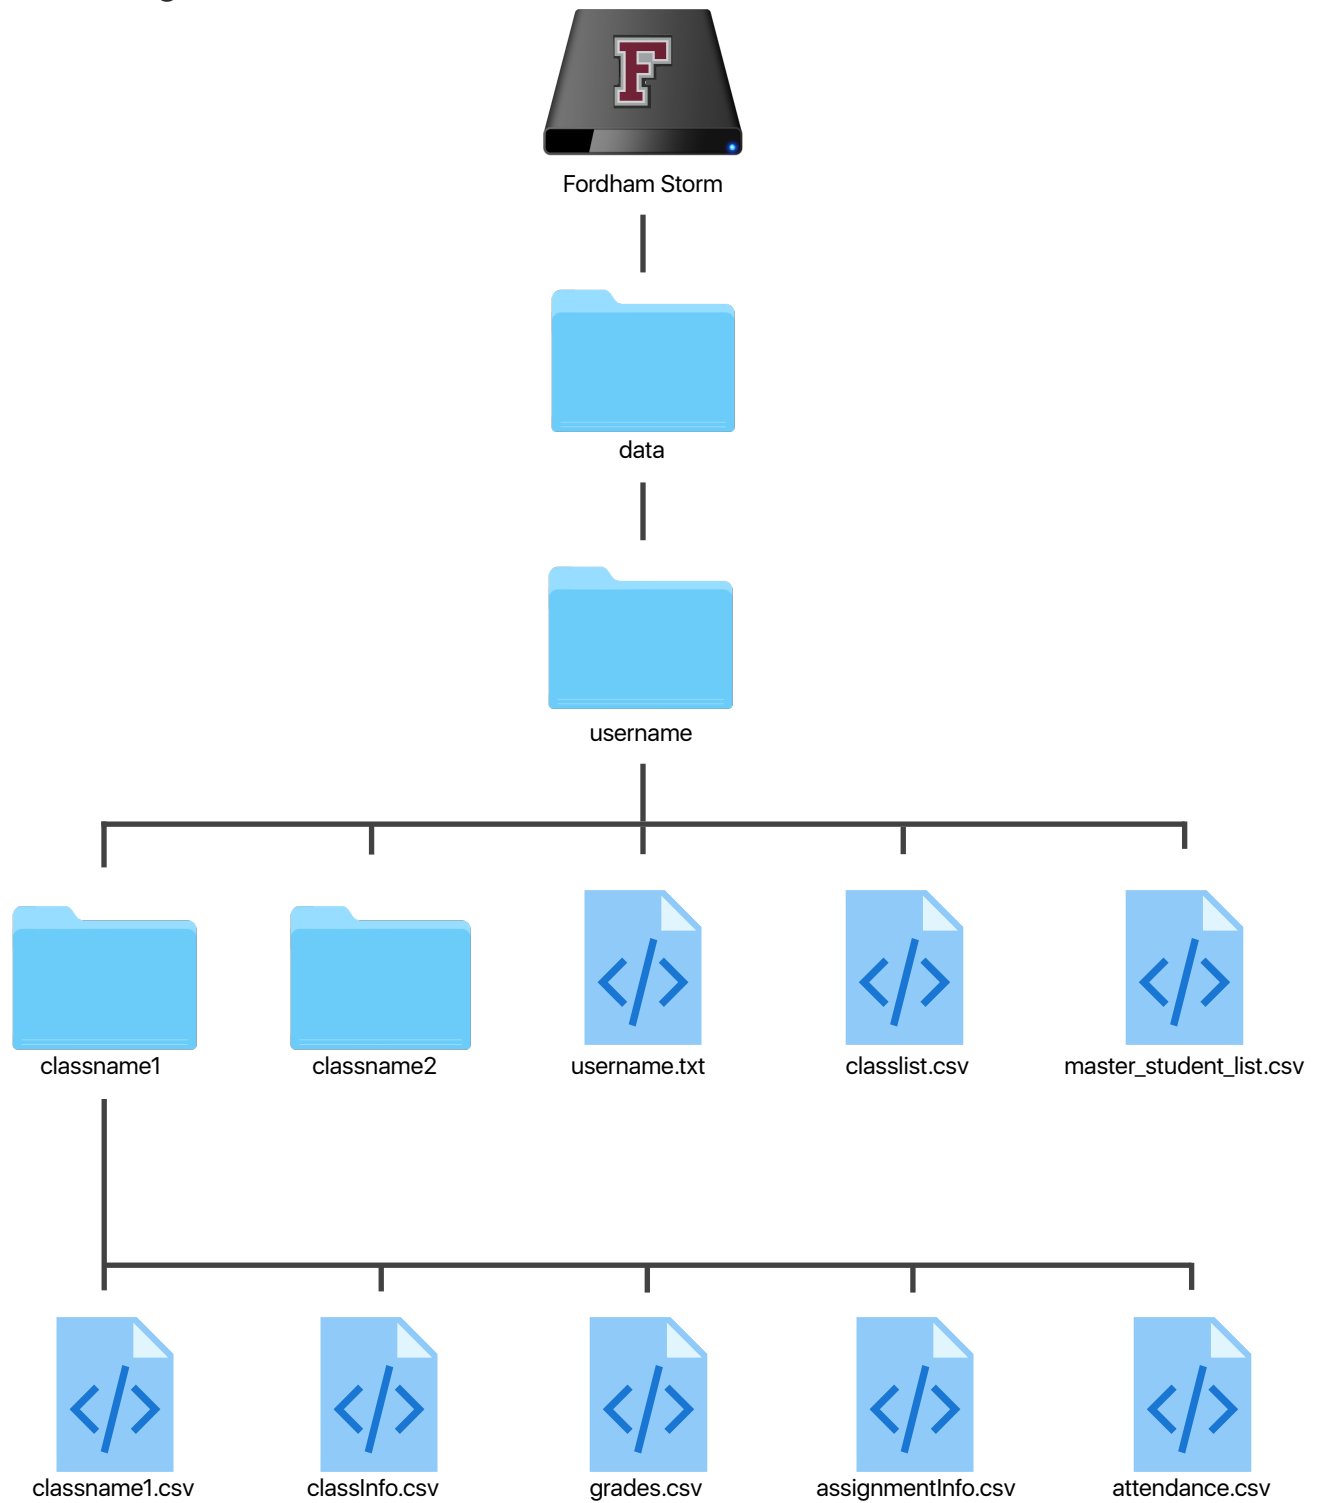 F
Fordham Storm
data
username
classname1
classname2
username.txt
classlist.csv
master_student_list.csv
classname1.csv
classInfo.csv
grades.csv
assignmentInfo.csv
attendance.csv